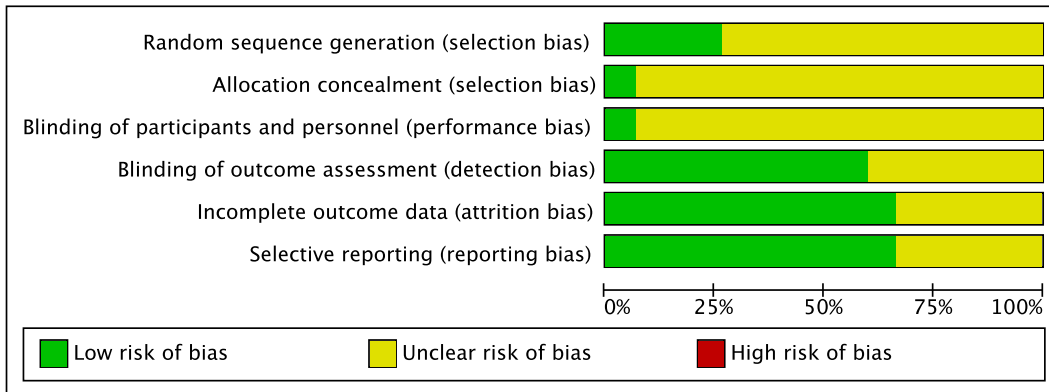 Random sequence generation (selection bias)
Allocation concealment (selection bias)
Blinding of participants and personnel (performance bias)
Blinding of outcome assessment (detection bias)
Incomplete outcome data (attrition bias)
Selective reporting (reporting bias)
0% 25% 50% 75% 100%
Low risk of bias Unclear risk of bias High risk of bias